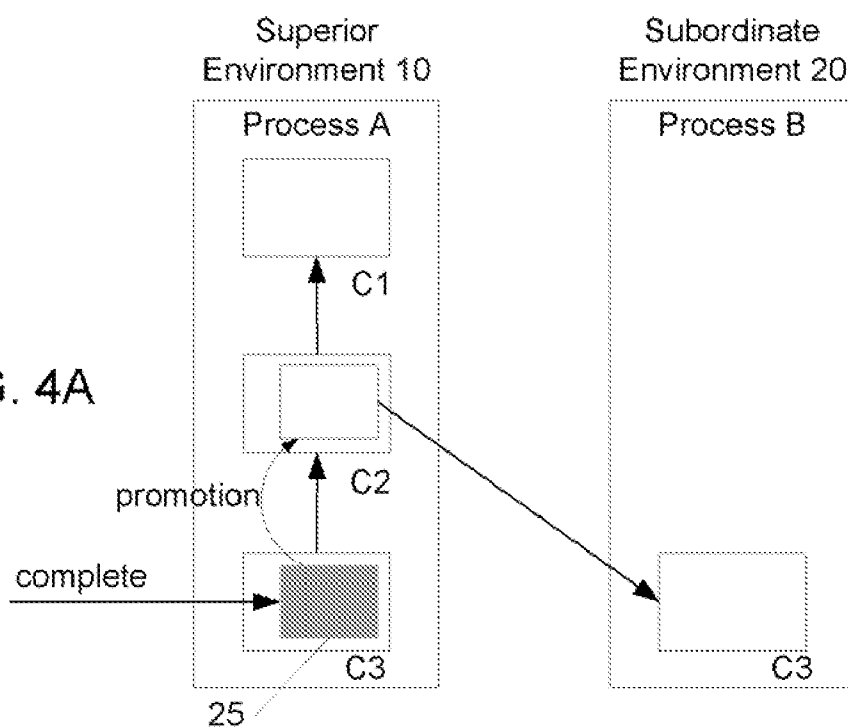 Superior
Environment 10
Subordinate
Environment 20
Process A
Process B
C1
G. 4A
C2
promotion
complete
C3
C3
25